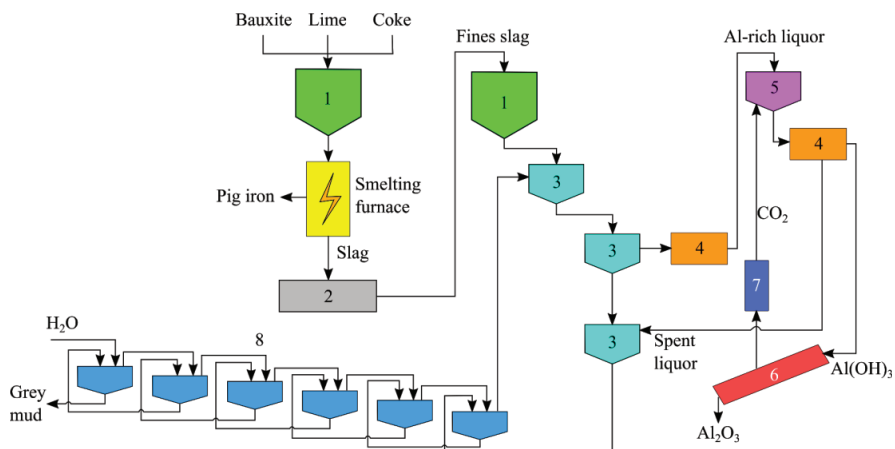 Bauxite Lime Coke
Fines slag
Al-rich liquor
1
1
5
4
Pig iron
Smelting
furnace
3
CO₂
Slag
3
4
2
7
H₂O
8
3
Spent
liquor
Grey
mud
6
Al(OH)₃
Al₂O₃